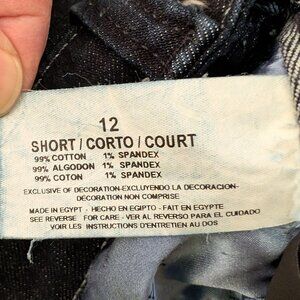 12
SHORT / CORTO / COURT
99% COTTON 1% SPANDEX
99% ALGODON 1% SPANDEX
99% COTON 1% SPANDEX
EXCLUSIVE OF DECORATION-EXCLUYENDO LA DECORACION-
DECORATION NON COMPRISE
MADE IN EGYPT - HECHO EN EGIPTO - FAIT EN EGYPTE
SEE REVERSE FOR CARE - VER AL REVERSO PARA EL CUIDADO
VOIR LES INSTRUCTIONS D'ENTRETIEN AU DOS